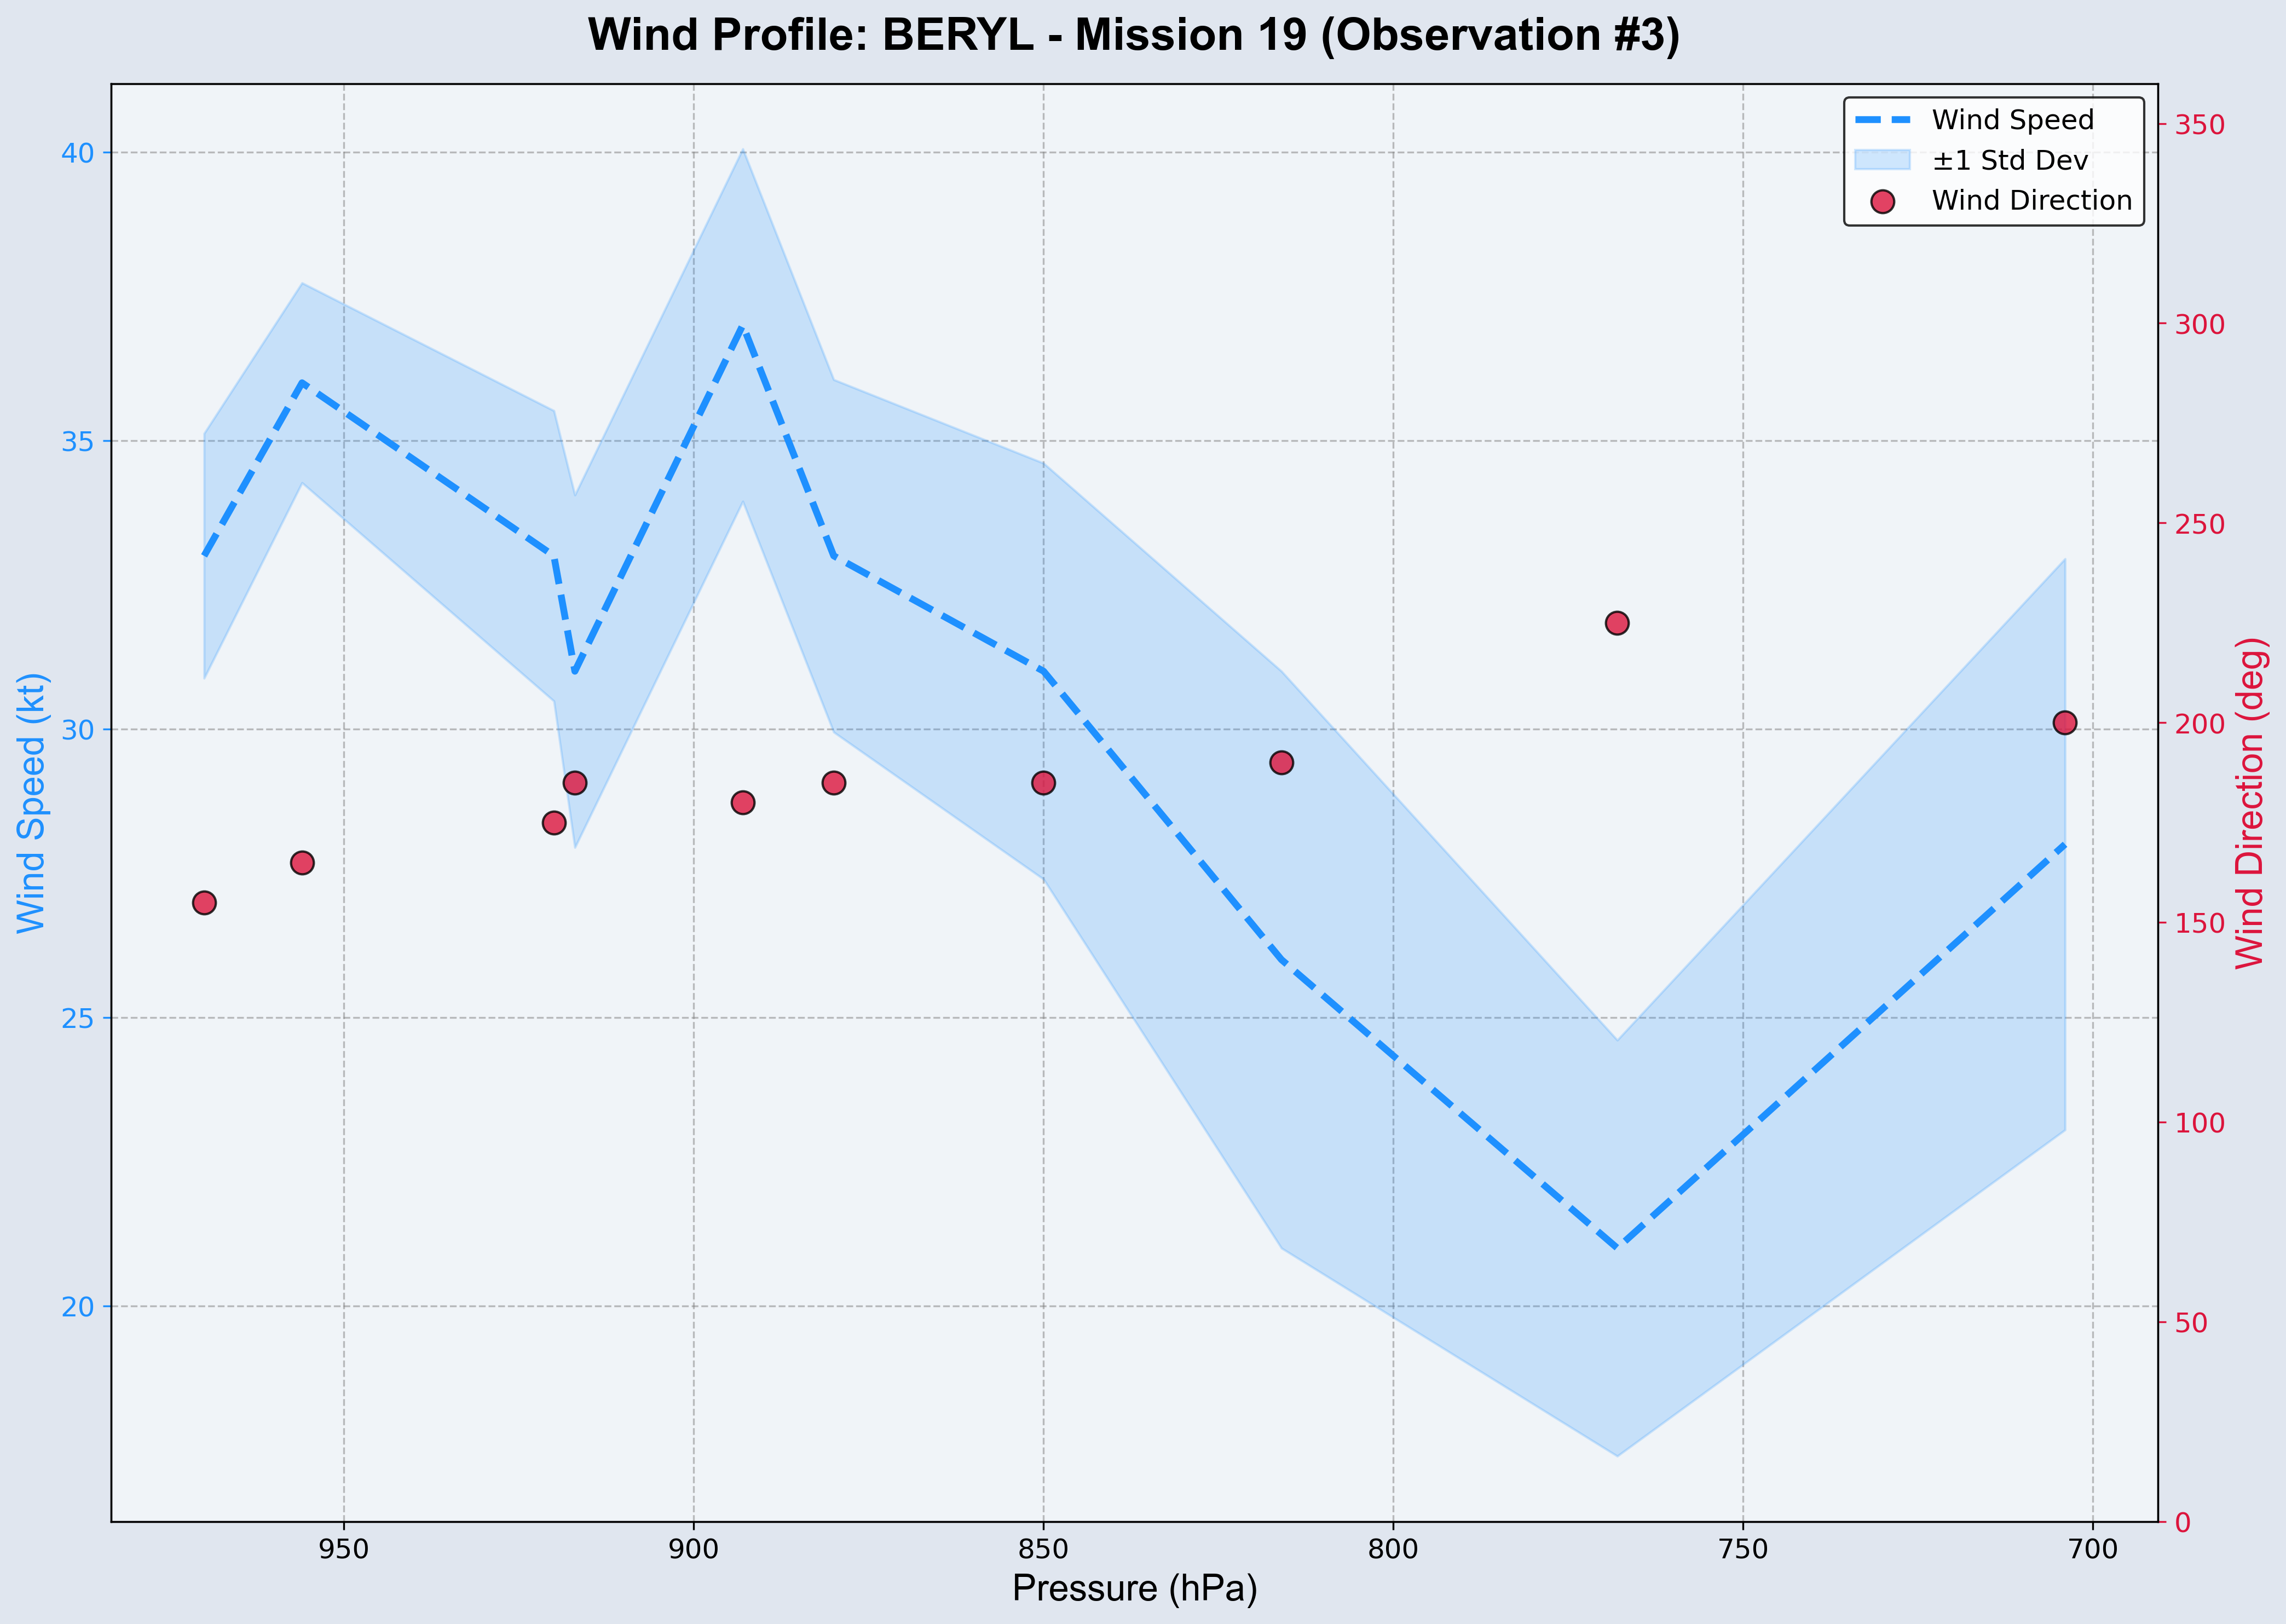 Wind Profile: BERYL - Mission 19 (Observation #3)
Wind Speed
±1 Std Dev
Wind Direction
40
35
30
25
20
Wind Speed (kt)
350
300
250
200
150
100
50
0
Wind Direction (deg)
950
900
850
800
750
700
Pressure (hPa)